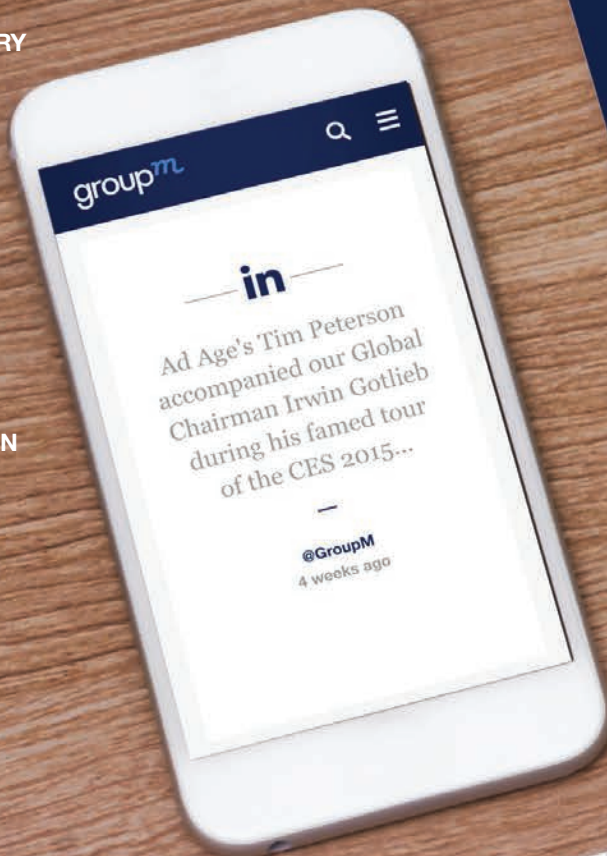 RY
groupm
in
Ad Age's Tim Peterson
accompanied our Global
Chairman Irwin Gotlieb
during his famed tour
of the CES 2015...
N
@GroupM
4 weeks ago